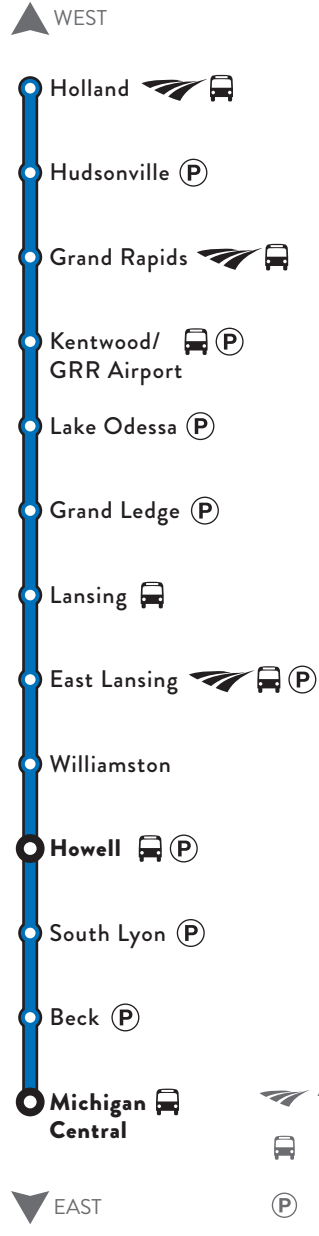 WEST
Holland
Hudsonville P
Grand Rapids
Kentwood/ P
GRR Airport
Lake Odessa P
Grand Ledge P
Lansing
East Lansing P
Williamston
Howell P
South Lyon P
Beck P
Michigan
Central
EAST P